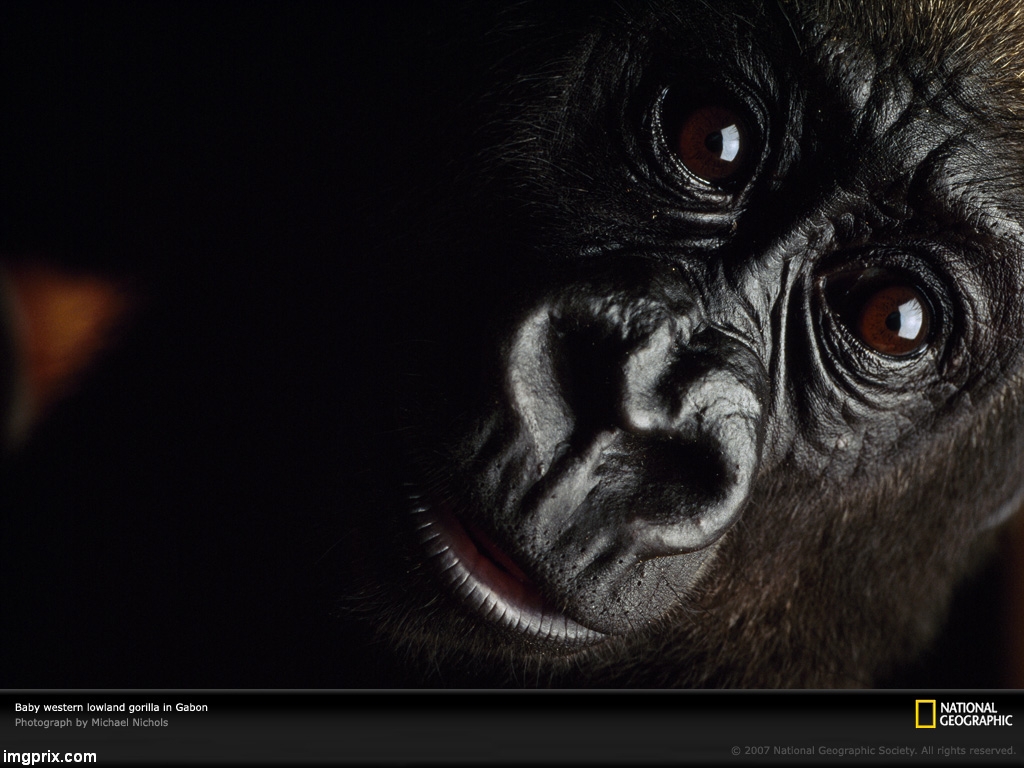 Baby western lowland gorilla in Gabon
Photograph by Michael Nichols
NATIONAL
GEOGRAPHIC
© 2007 National Geographic Society. All rights reserved.
imgprix.com